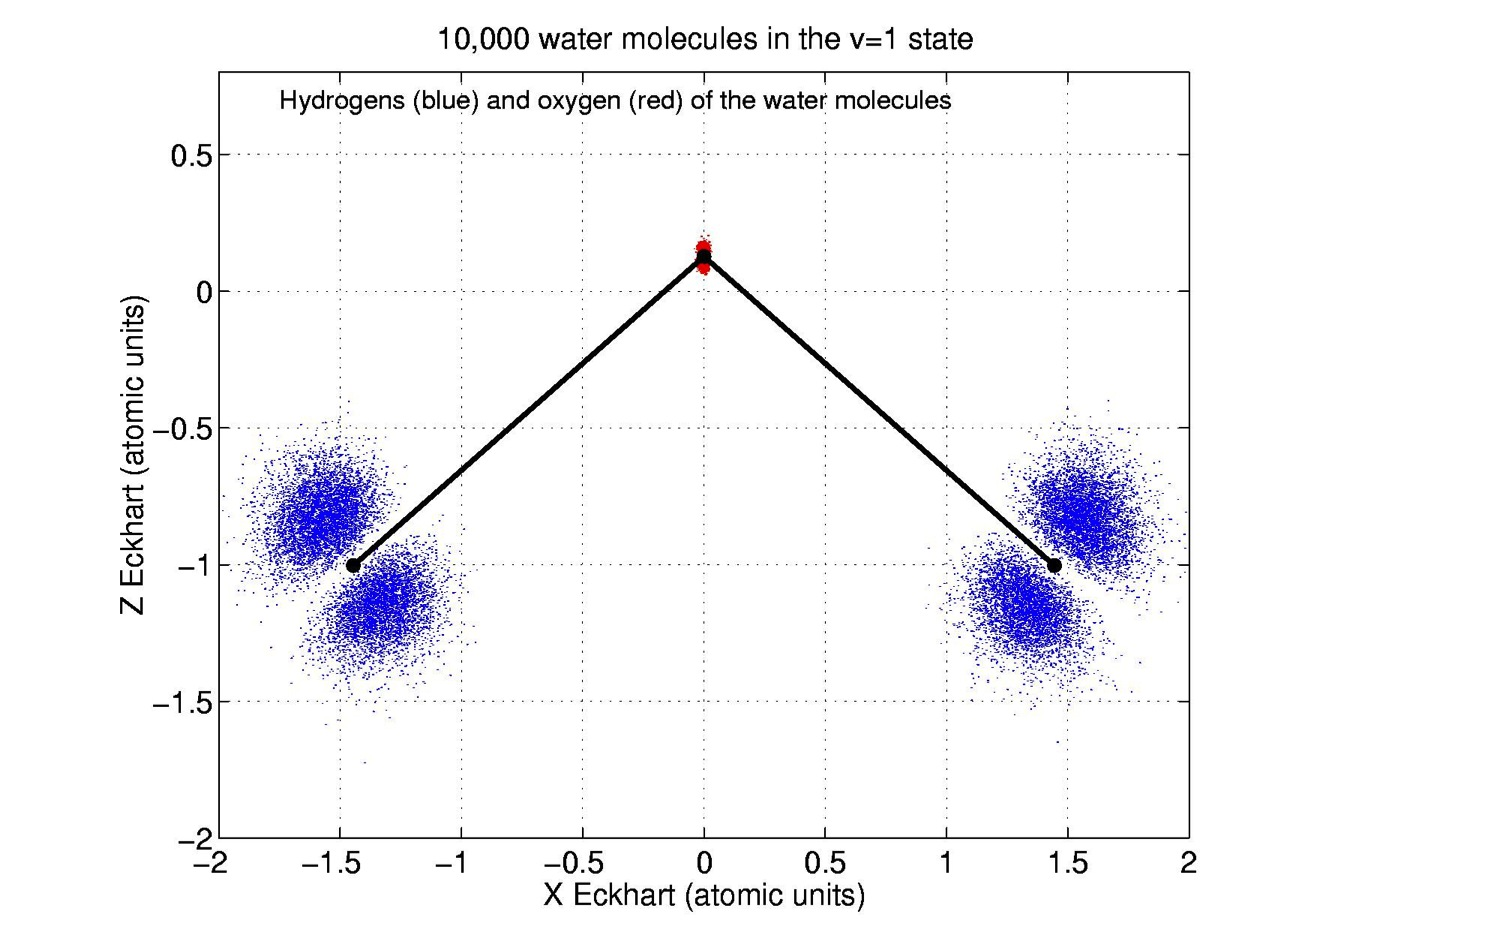 10,000 water molecules in the v=1 state
Hydrogens (blue) and oxygen (red) of the water molecules
0.5
0
−0.5
−1
−1.5
−2
Z Eckhart (atomic units)
−2 −1.5 −1 −0.5 0 0.5 1 1.5 2
X Eckhart (atomic units)